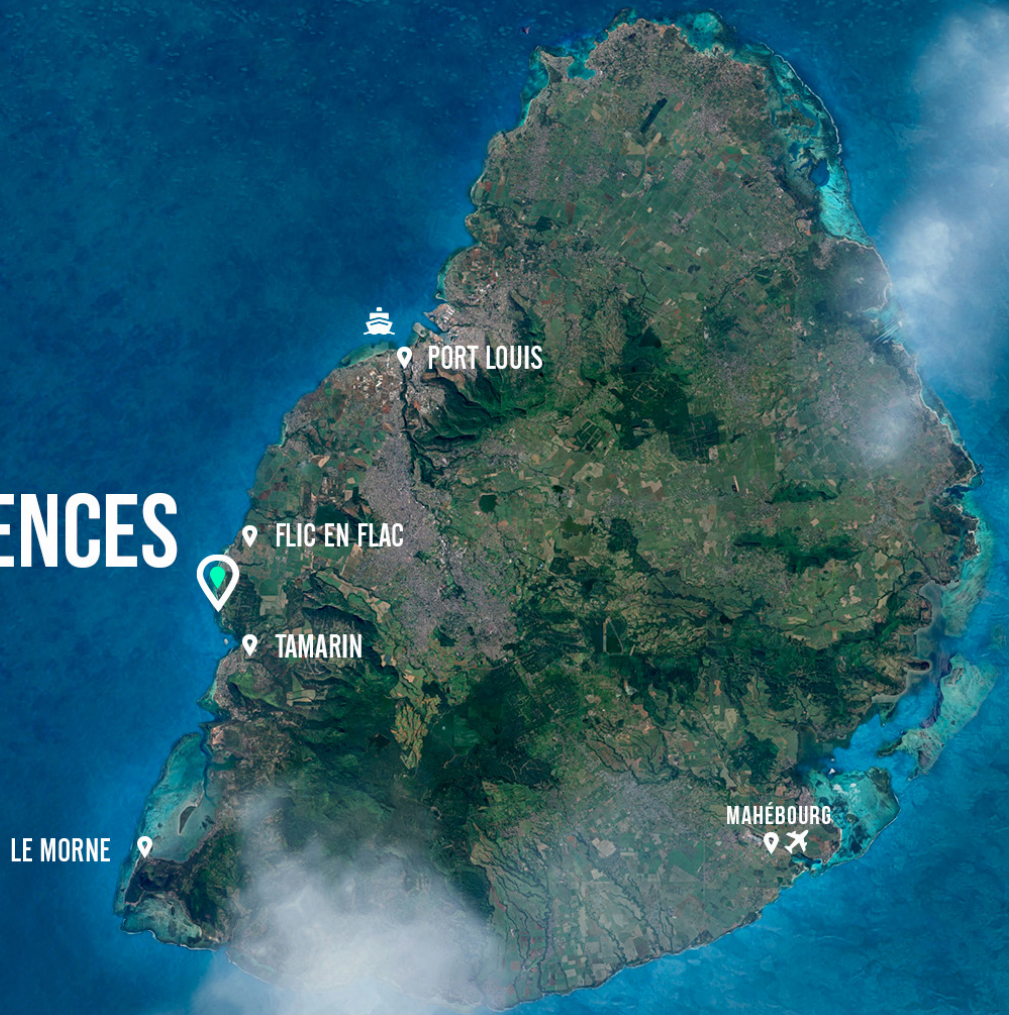 PORT LOUIS
ENCES
FLIC EN FLAC
TAMARIN
MAHÉBOURG
LE MORNE